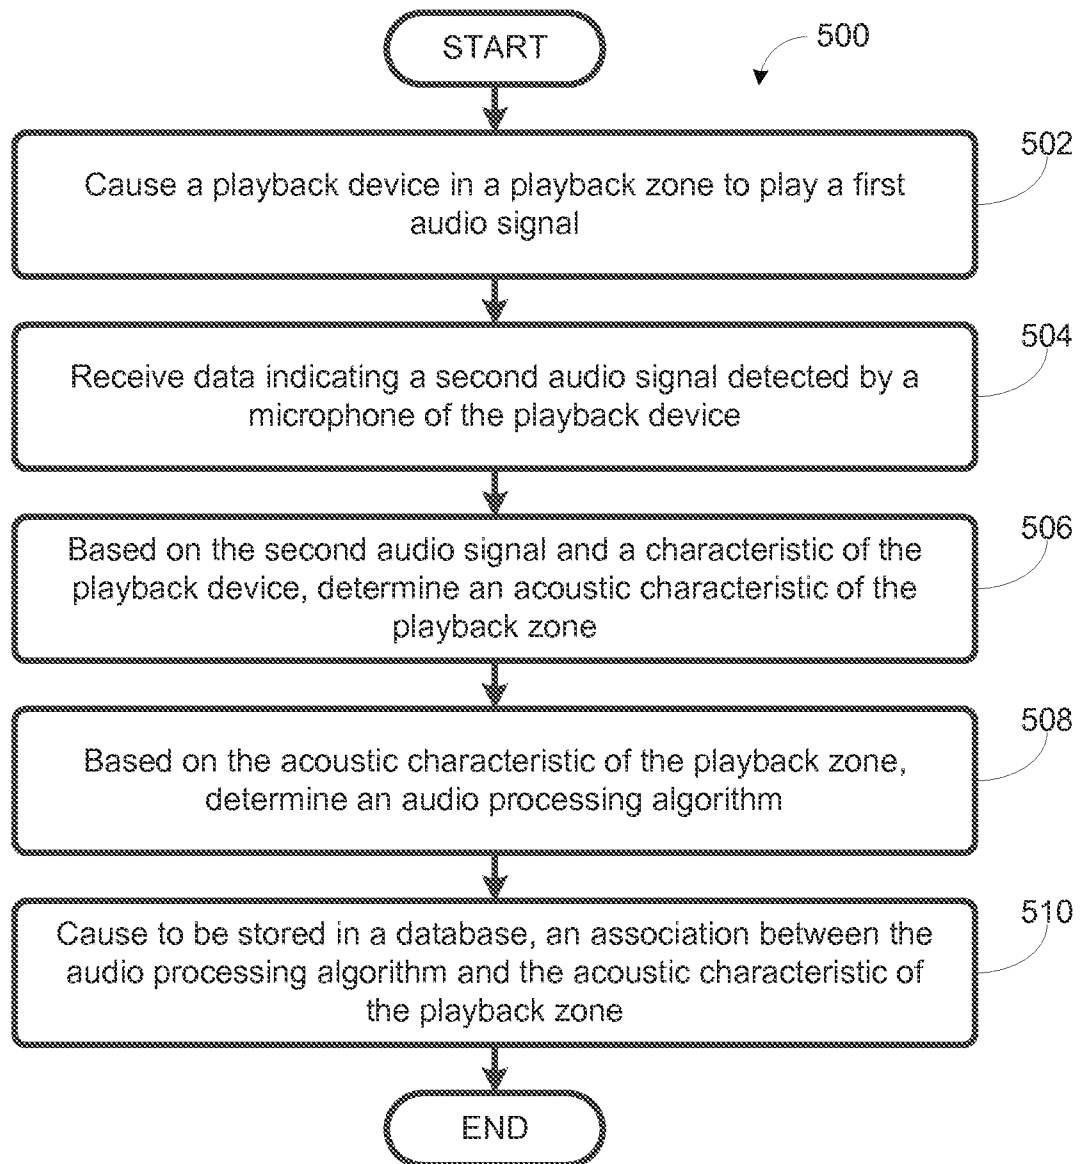 START
500
502
Cause a playback device in a playback zone to play a first
audio signal
504
Receive data indicating a second audio signal detected by a
microphone of the playback device
506
Based on the second audio signal and a characteristic of the
playback device, determine an acoustic characteristic of the
playback zone
508
Based on the acoustic characteristic of the playback zone,
determine an audio processing algorithm
510
Cause to be stored in a database, an association between the
audio processing algorithm and the acoustic characteristic of
the playback zone
END